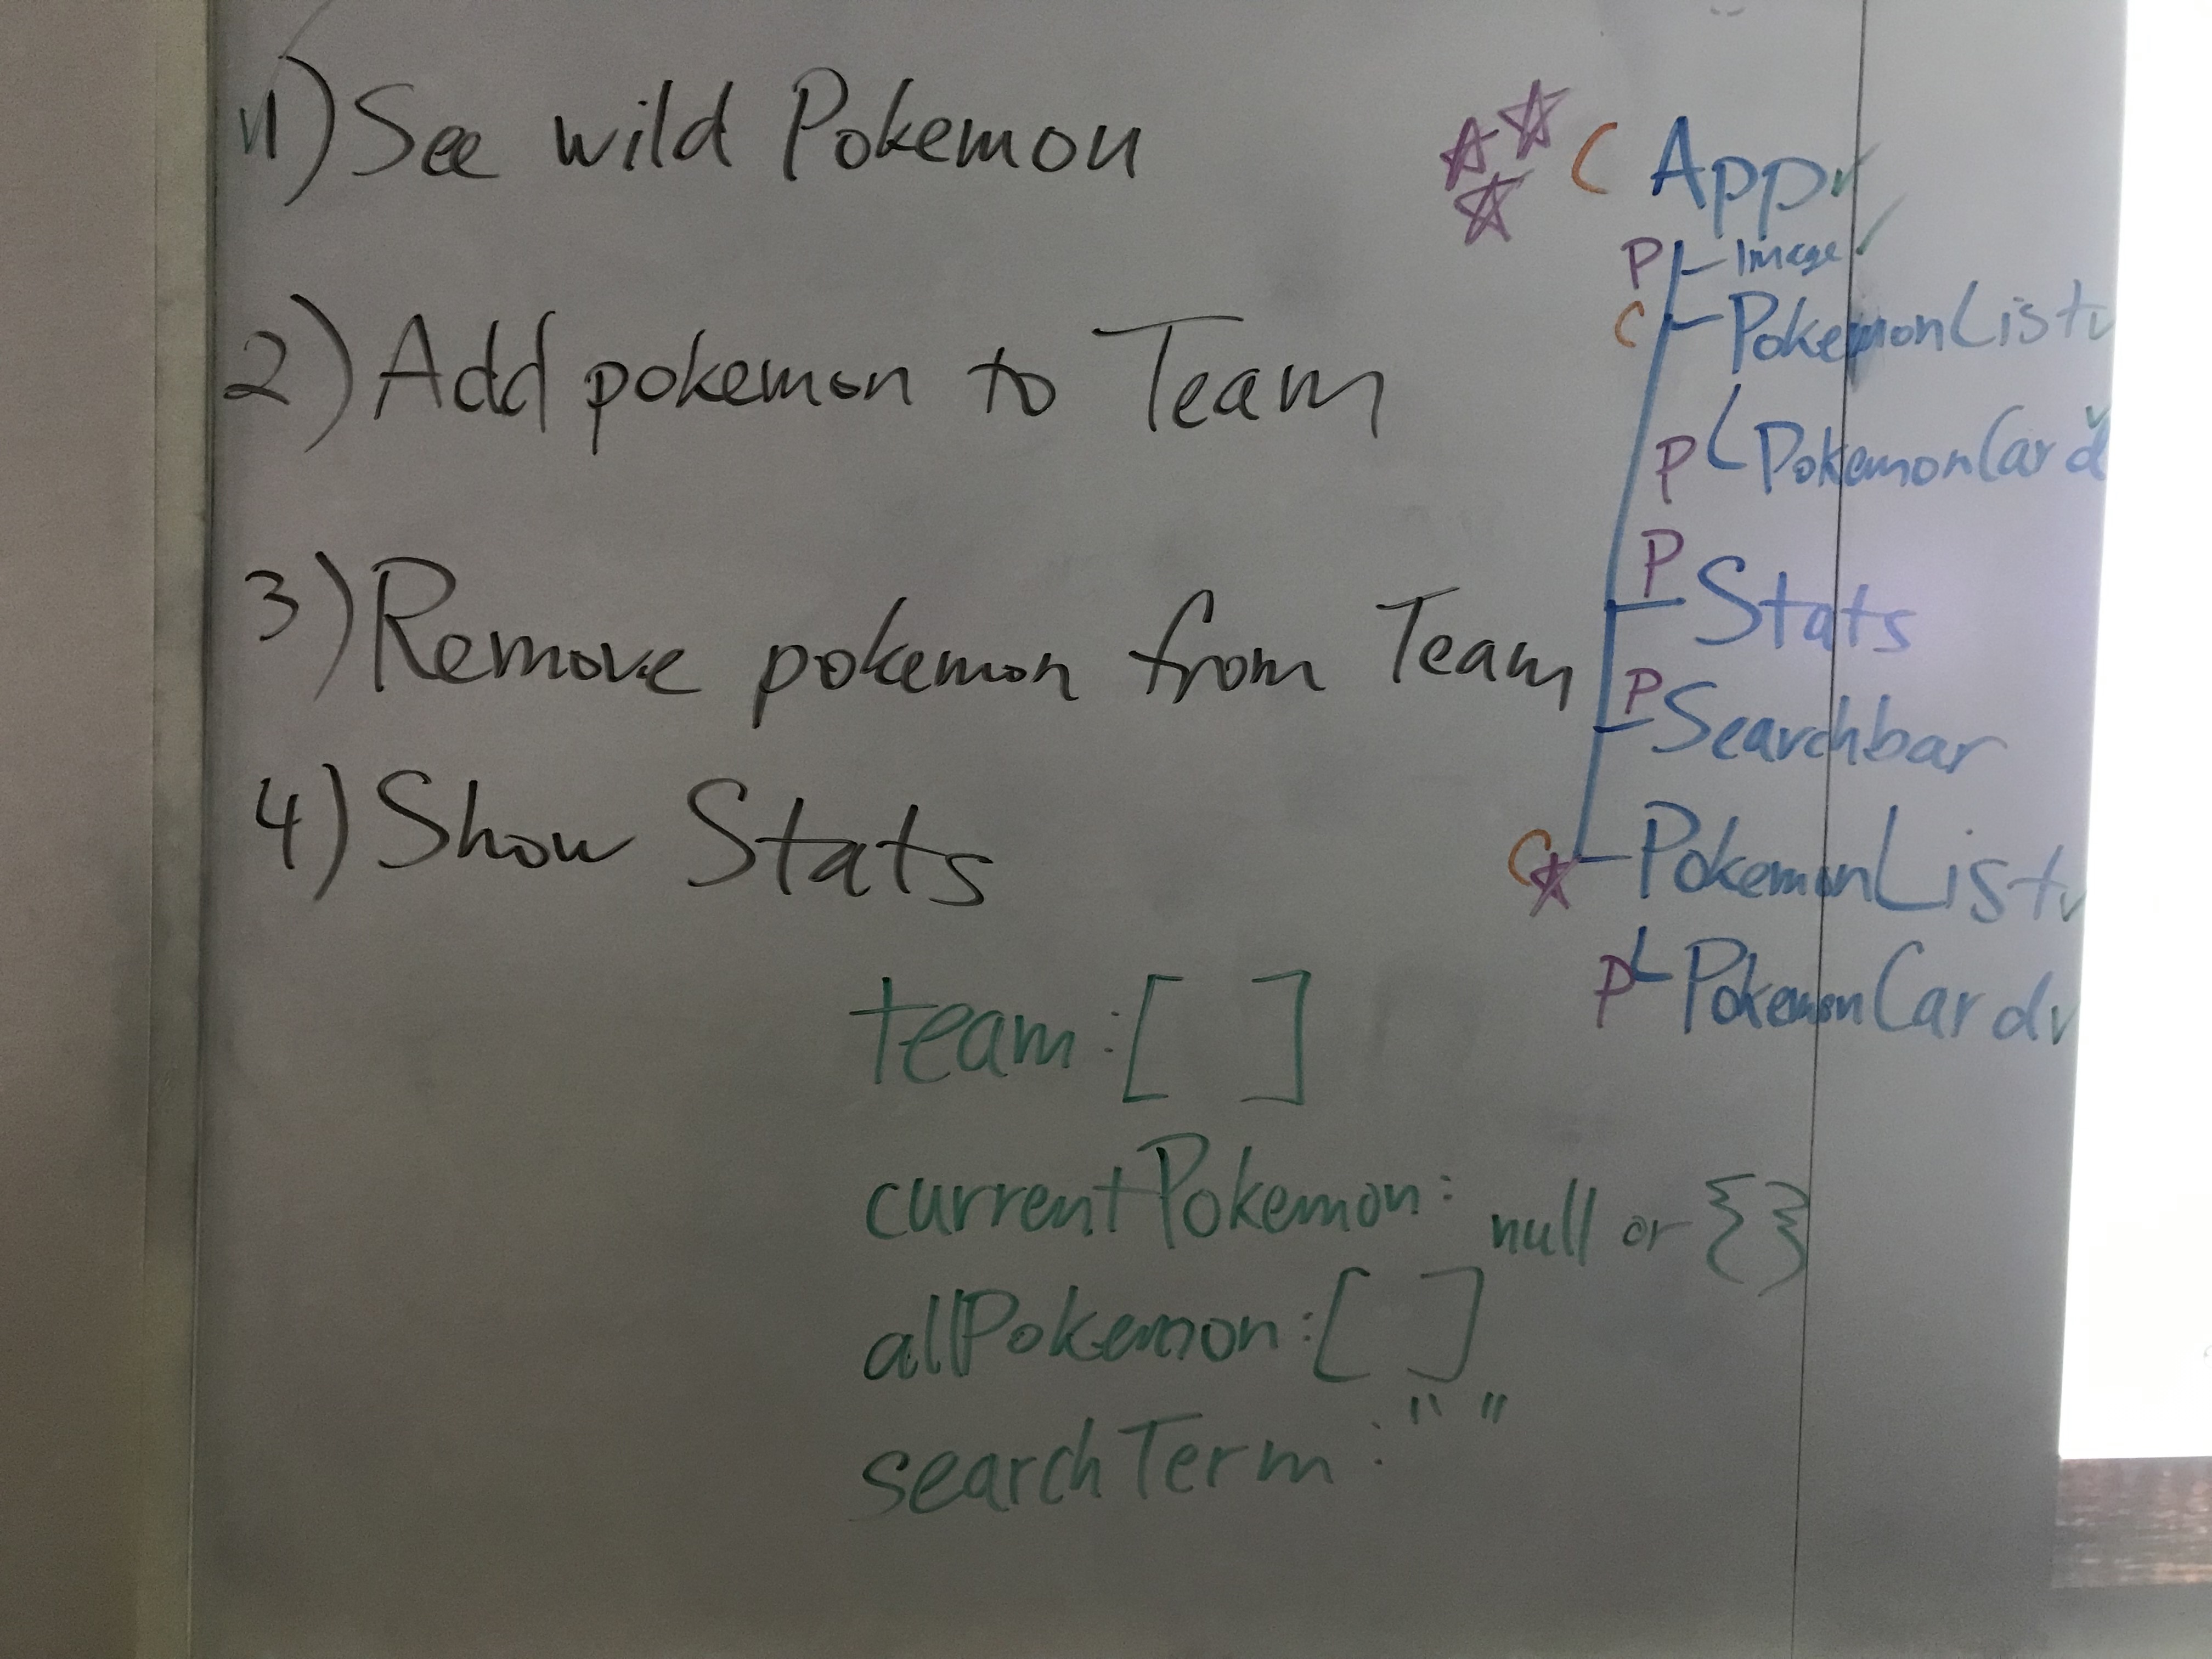 1) See wild Pokemon
2) Add pokemon to Team
3) Remove pokemon from Team
4) Show Stats
team: [ ]
currentPokemon: null or {}
allPokemon: [ ]
searchTerm: " "
C App
P Image
C PokemonList
P PokemonCard
P Stats
P Searchbar
C PokemonList
P PokemonCard